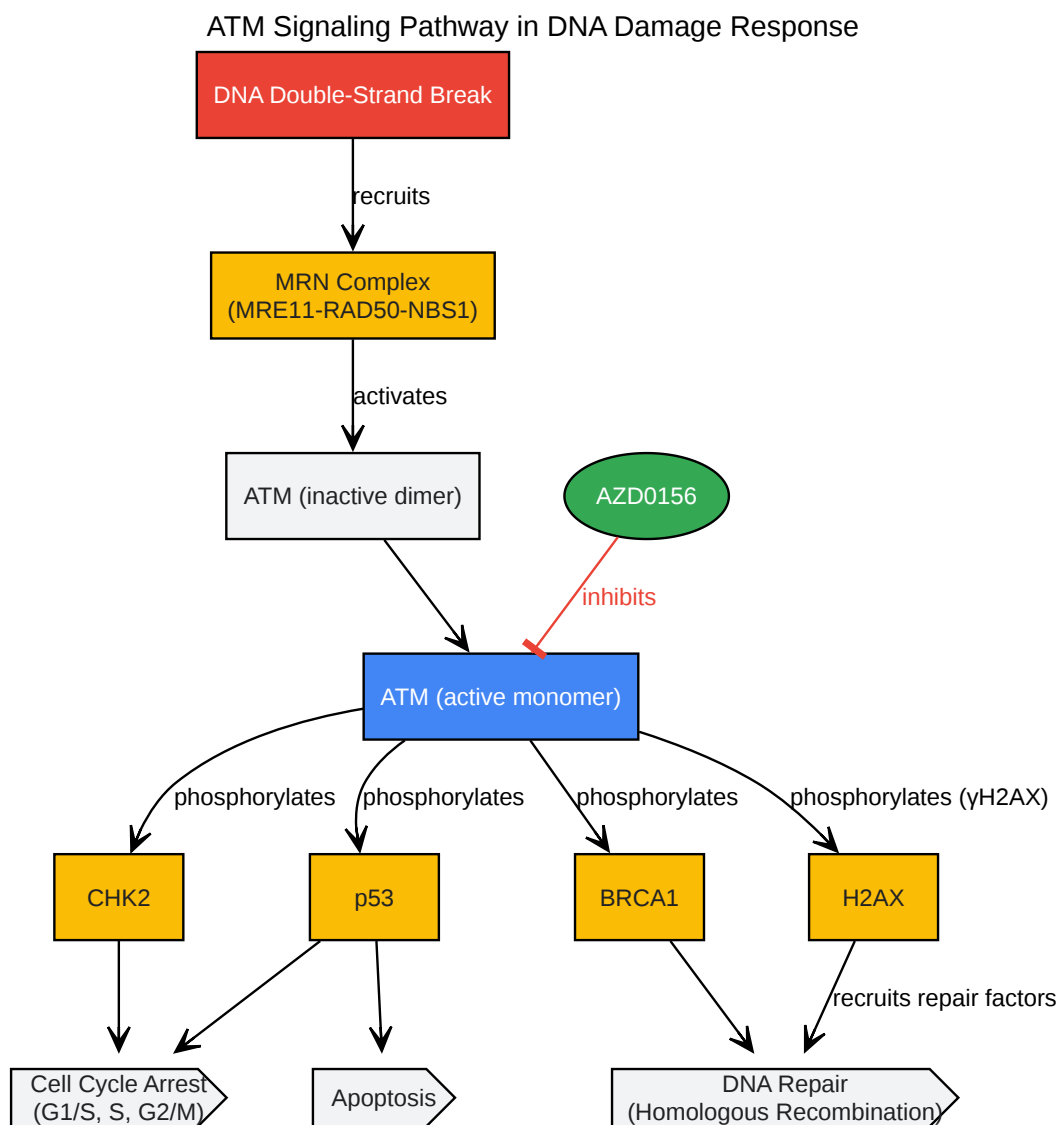 ATM Signaling Pathway in DNA Damage Response
DNA Double-Strand Break
recruits
MRN Complex
(MRE11-RAD50-NBS1)
activates
ATM (inactive dimer)
AZD0156
inhibits
ATM (active monomer)
phosphorylates
phosphorylates
phosphorylates
phosphorylates (γH2AX)
CHK2
p53
BRCA1
H2AX
recruits repair factors
Cell Cycle Arrest
(G1/S, S, G2/M)
Apoptosis
DNA Repair
(Homologous Recombination)